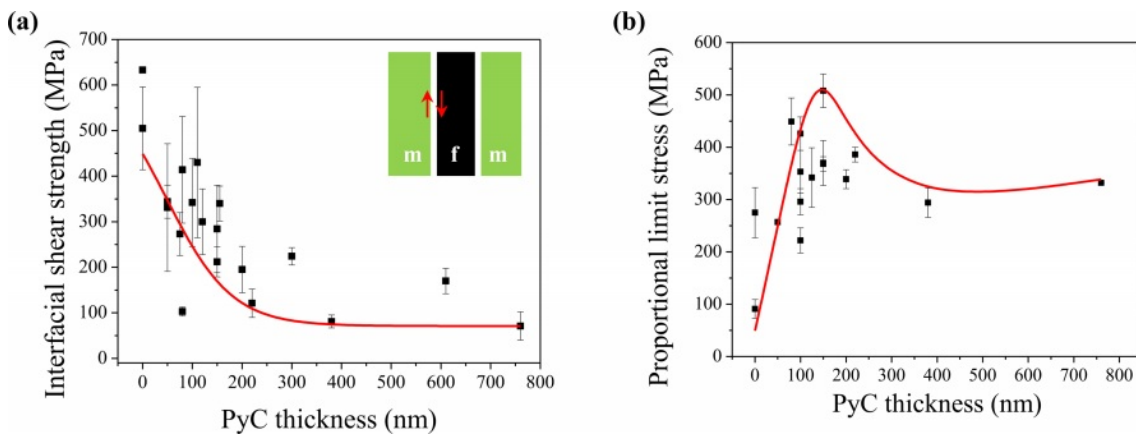 (a)
Interfacial shear strength (MPa)
700
600
500
400
300
200
100
0
m f m
0 100 200 300 400 500 600 700 800
PyC thickness (nm)
(b)
Proportional limit stress (MPa)
600
500
400
300
200
100
0
0 100 200 300 400 500 600 700 800
PyC thickness (nm)